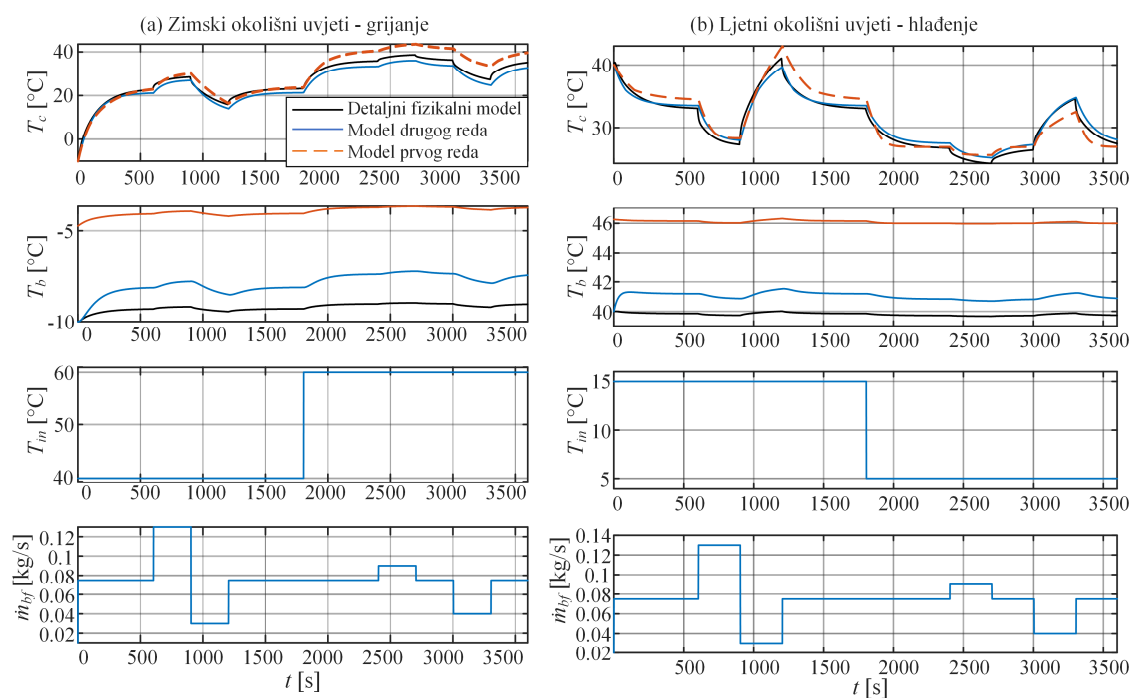 (a) Zimski okolišni uvjeti - grijanje
40
20
0
T_c [°C]
Detaljni fizikalni model
Model drugog reda
Model prvog reda
0 500 1000 1500 2000 2500 3000 3500
-5
-10
T_b [°C]
0 500 1000 1500 2000 2500 3000 3500
60
50
40
T_in [°C]
0 500 1000 1500 2000 2500 3000 3500
0.12
0.1
0.08
0.06
0.04
0.02
ṁ_bf [kg/s]
0 500 1000 1500 2000 2500 3000 3500
t [s]
(b) Ljetni okolišni uvjeti - hlađenje
40
30
T_c [°C]
0 500 1000 1500 2000 2500 3000 3500
46
44
42
40
T_b [°C]
0 500 1000 1500 2000 2500 3000 3500
15
10
5
T_in [°C]
0 500 1000 1500 2000 2500 3000 3500
0.14
0.12
0.1
0.08
0.06
0.04
0.02
ṁ_bf [kg/s]
0 500 1000 1500 2000 2500 3000 3500
t [s]